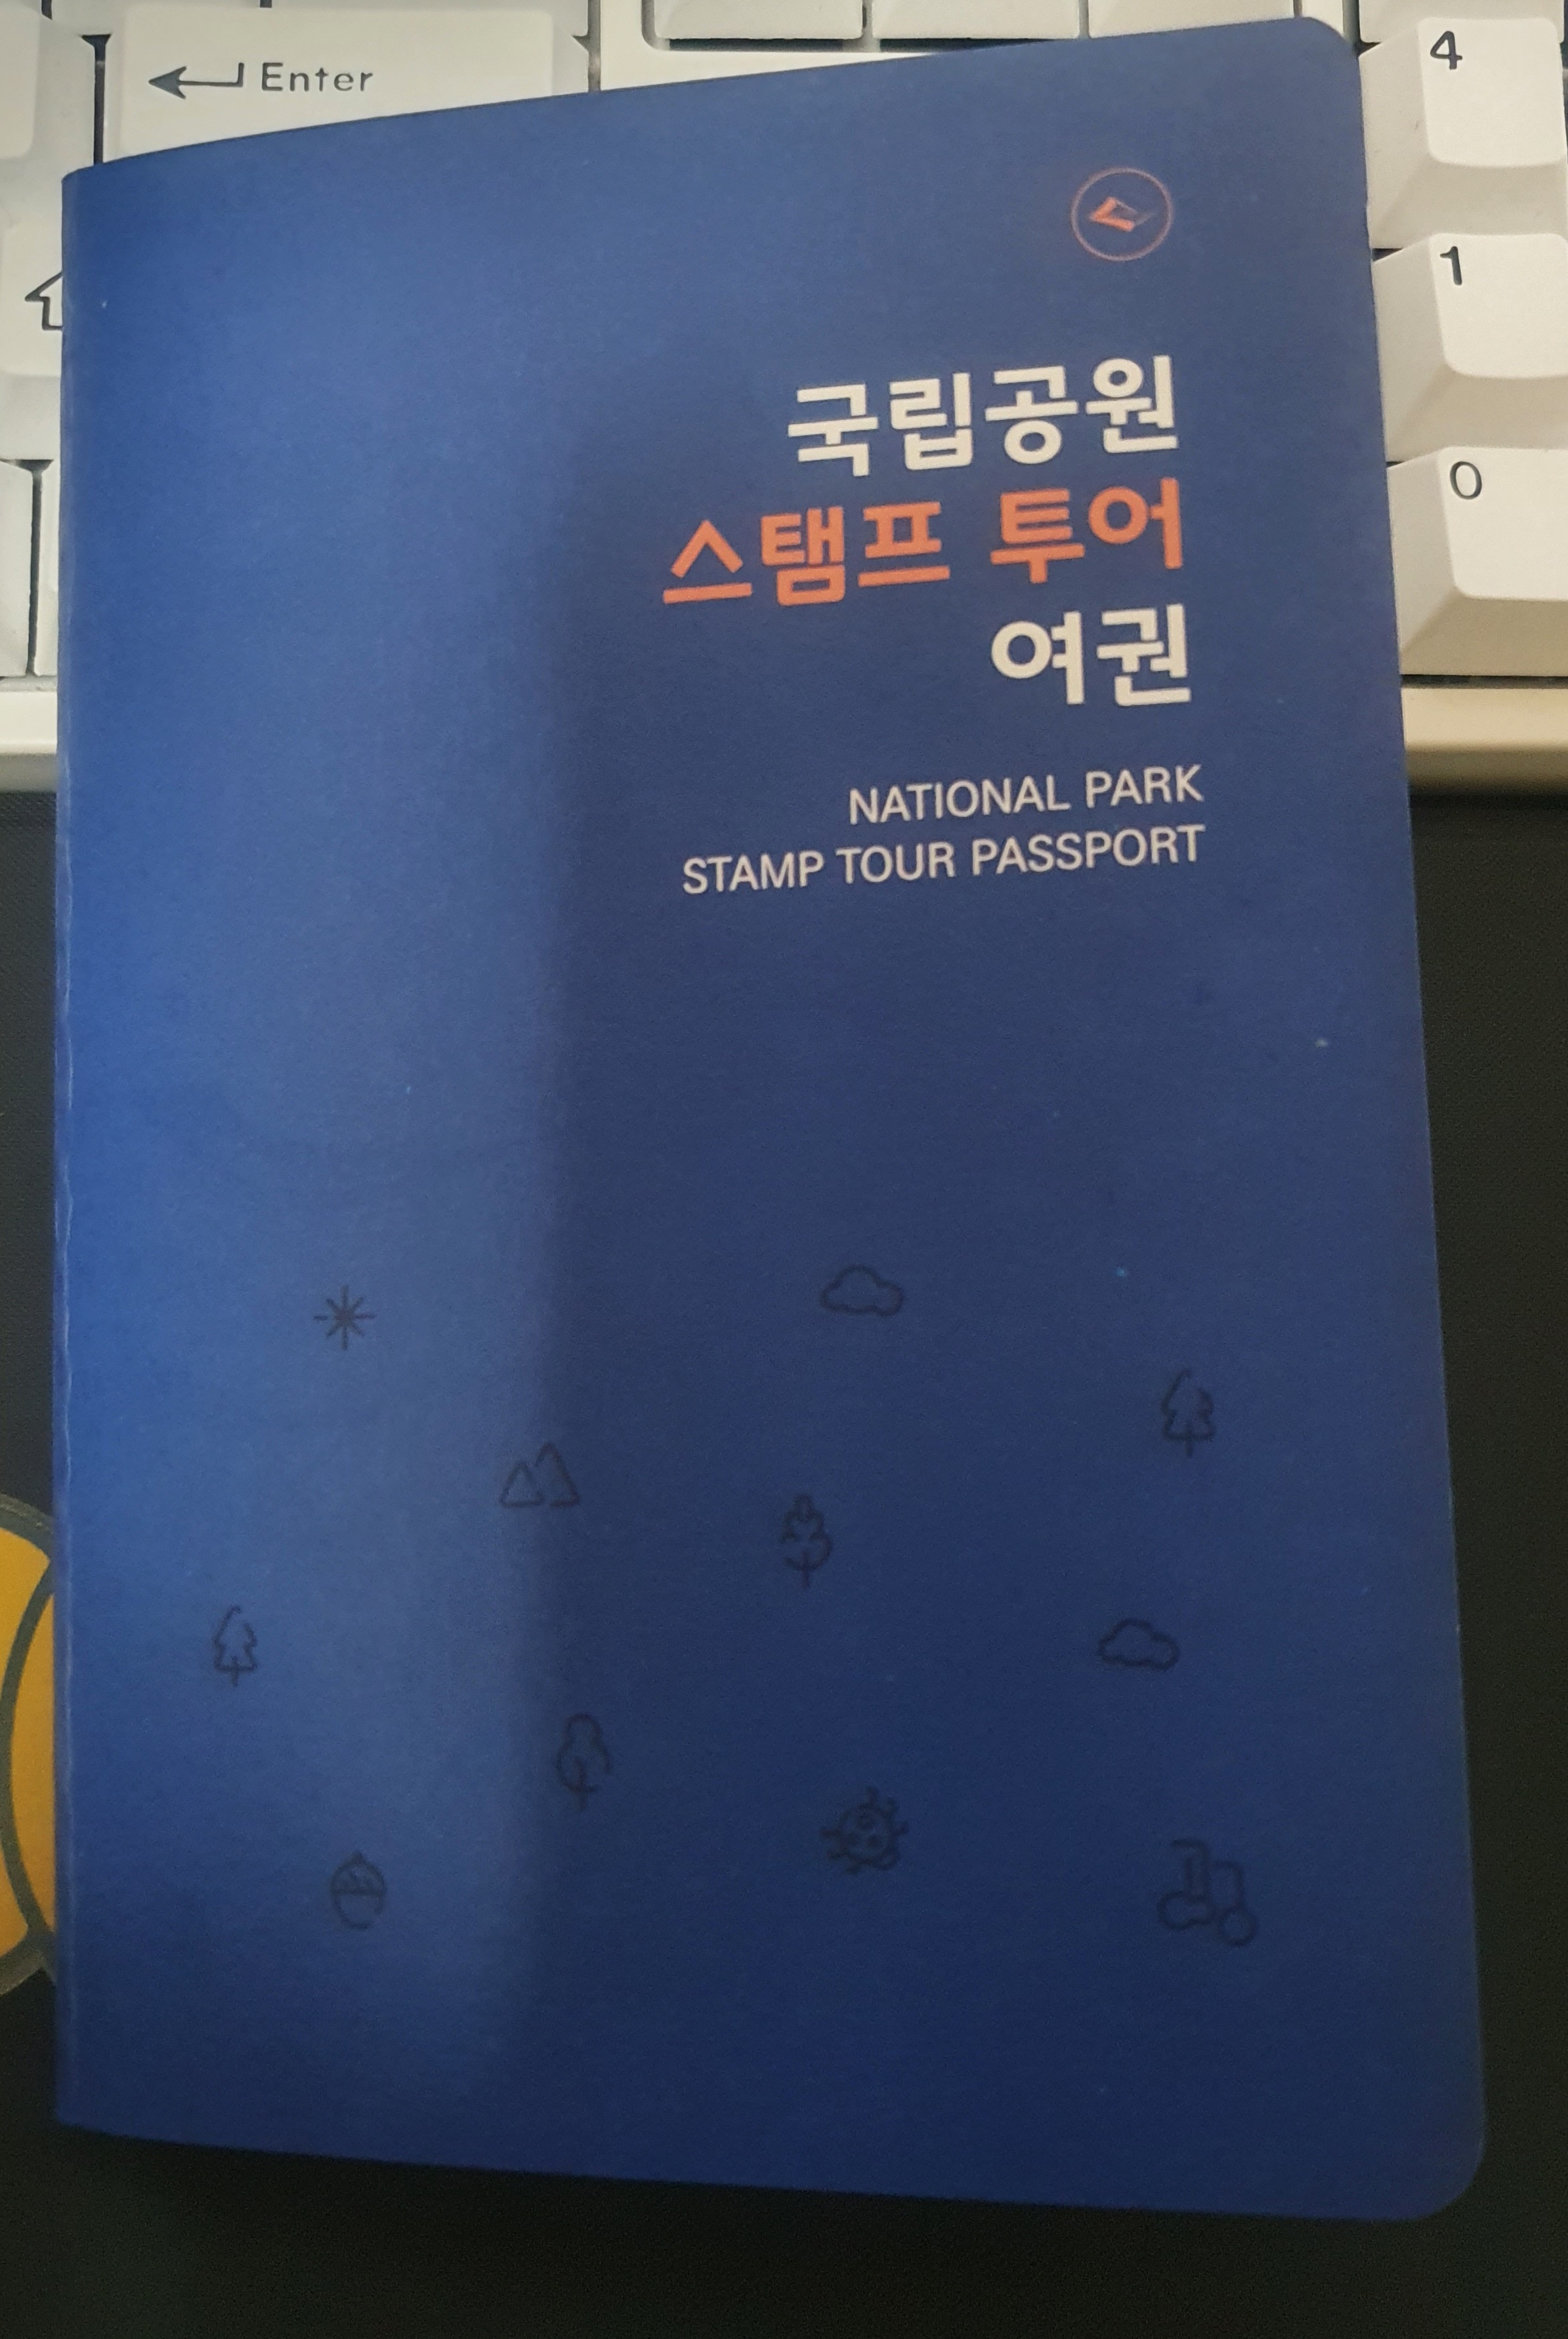 Enter
4
1
0
국립공원
스탬프 투어
여권
NATIONAL PARK
STAMP TOUR PASSPORT